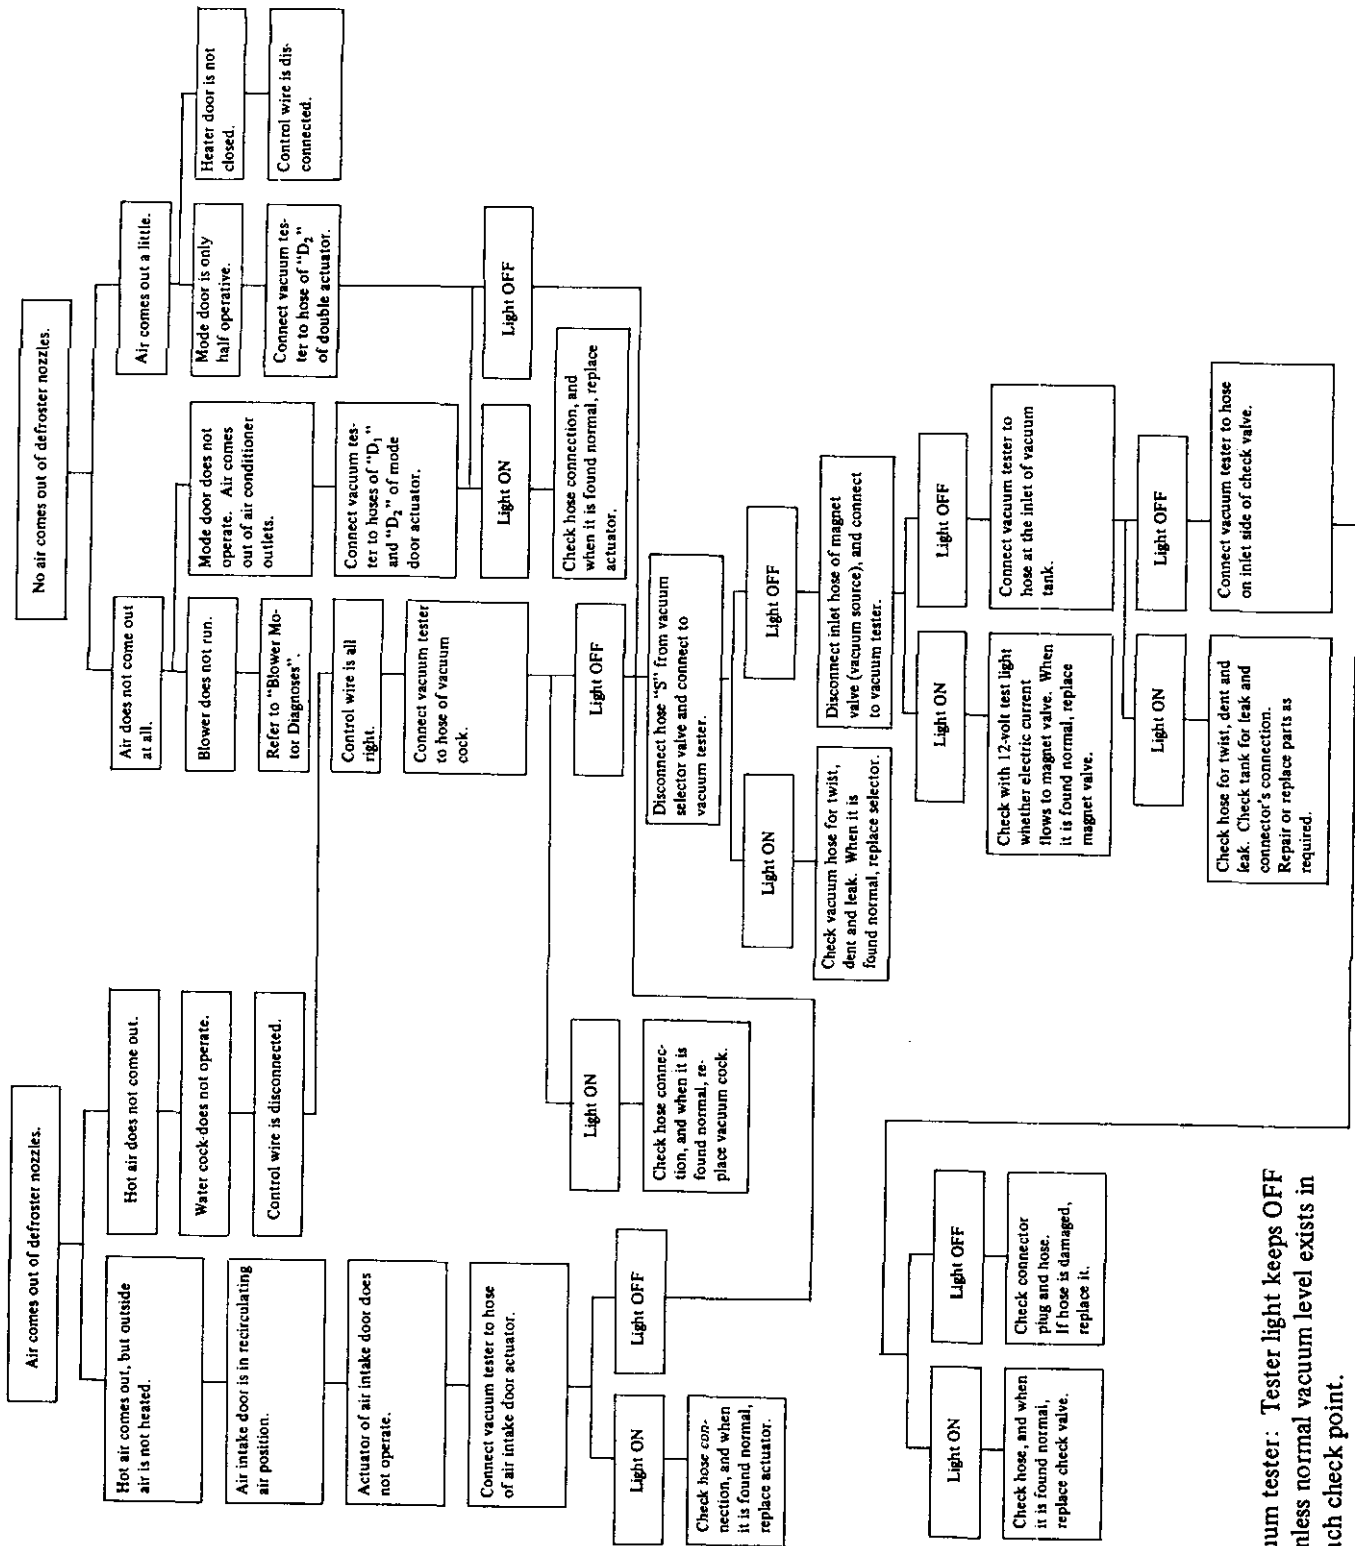 Air comes out of defroster nozzles.
Hot air comes out, but outside
air is not heated.
Air intake door is in recirculating
air position.
Actuator of air intake door does
not operate.
Connect vacuum tester to hose
of air intake door actuator.
Light ON
Check hose con-
nection, and when
it is found normal,
replace actuator.
Light OFF
Hot air does not come out.
Water cock does not operate.
Control wire is disconnected.
Control wire is all
right.
Connect vacuum tester
to hose of vacuum
cock.
Light ON
Check hose connec-
tion, and when it is
found normal, re-
place vacuum cock.
Light OFF
No air comes out of defroster nozzles.
Air does not come out
at all.
Blower does not run.
Refer to "Blower Mo-
tor Diagnoses".
Mode door does not
operate. Air comes
out of air conditioner
outlets.
Connect vacuum tes-
ter to hoses of "D₁"
and "D₂" of mode
door actuator.
Air comes out a little.
Mode door is only
half operative.
Connect vacuum tes-
ter to hose of "D₂"
of double actuator.
Heater door is not
closed.
Control wire is dis-
connected.
Light ON
Check hose connection, and
when it is found normal, replace
actuator.
Light OFF
Disconnect hose "S" from vacuum
selector valve and connect to
vacuum tester.
Light ON
Check vacuum hose for twist,
dent and leak. When it is
found normal, replace selector.
Light OFF
Disconnect inlet hose of magnet
valve (vacuum source), and connect
to vacuum tester.
Light ON
Check with 12-volt test light
whether electric current
flows to magnet valve. When
it is found normal, replace
magnet valve.
Light OFF
Connect vacuum tester to
hose at the inlet of vacuum
tank.
Light ON
Check hose for twist, dent and
leak. Check tank for leak and
connector's connection.
Repair or replace parts as
required.
Light OFF
Connect vacuum tester to hose
on inlet side of check valve.
Light ON
Check hose, and when
it is found normal,
replace check valve.
Light OFF
Check connector
plug and hose.
If hose is damaged,
replace it.
uum tester: Tester light keeps OFF
nless normal vacuum level exists in
ach check point.